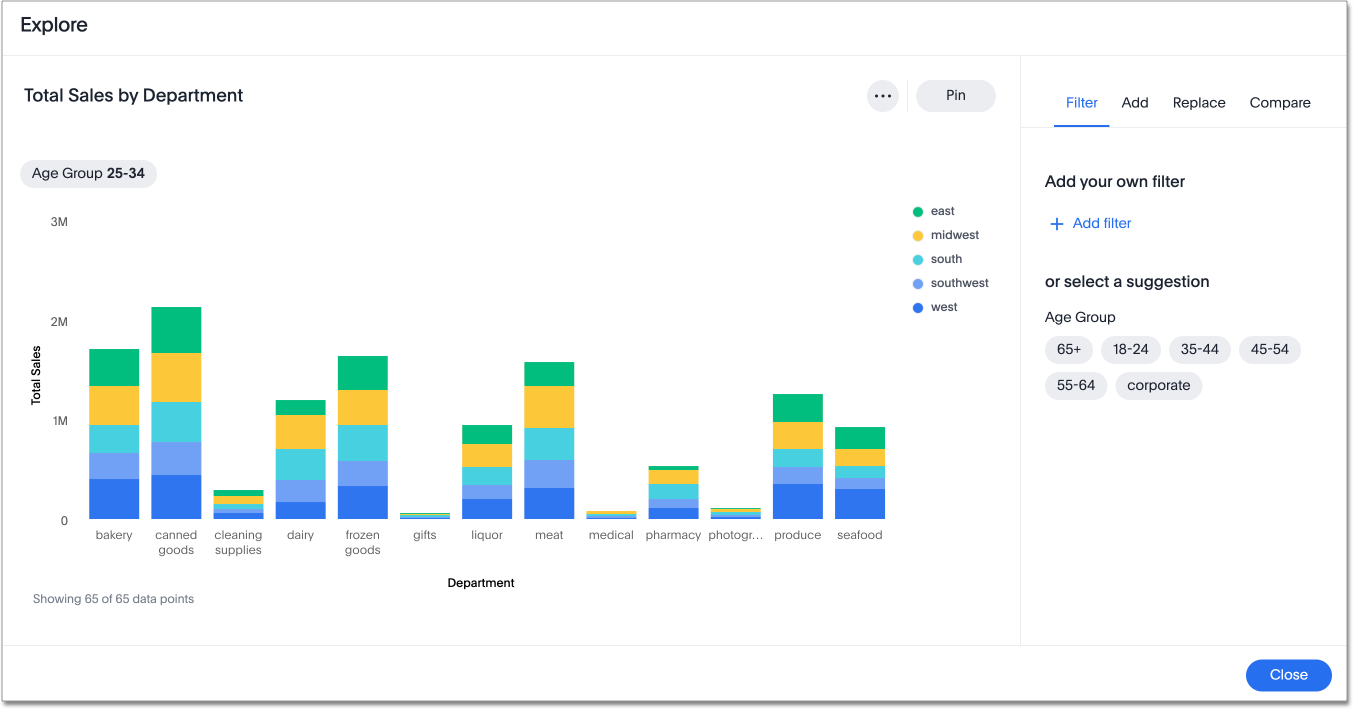 Explore
Total Sales by Department
... Pin
Filter Add Replace Compare
Age Group 25-34
Add your own filter
+ Add filter
or select a suggestion
Age Group
65+ 18-24 35-44 45-54
55-64 corporate
east
midwest
south
southwest
west
3M
2M
1M
0
Total Sales
bakery canned goods cleaning supplies dairy frozen goods gifts liquor meat medical pharmacy photogr... produce seafood
Department
Showing 65 of 65 data points
Close